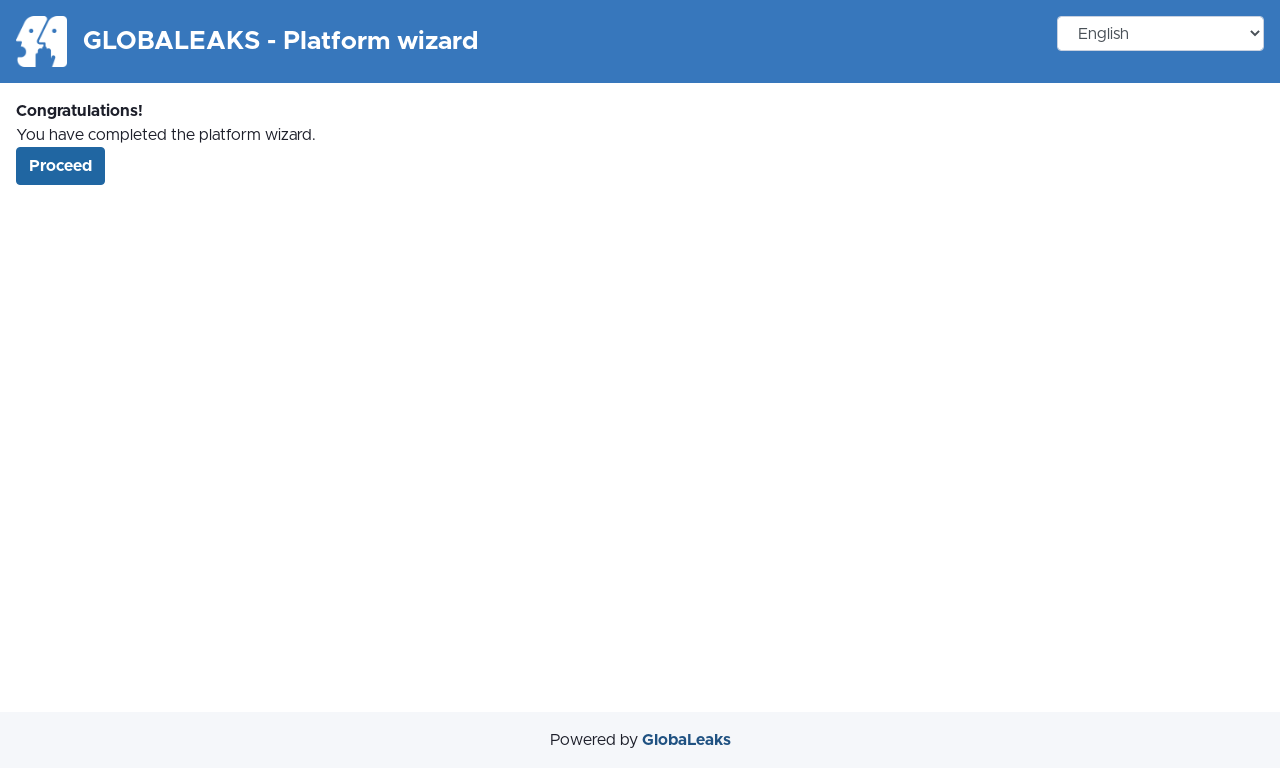 GLOBALEAKS - Platform wizard
English
Congratulations!
You have completed the platform wizard.
Proceed
Powered by GlobaLeaks